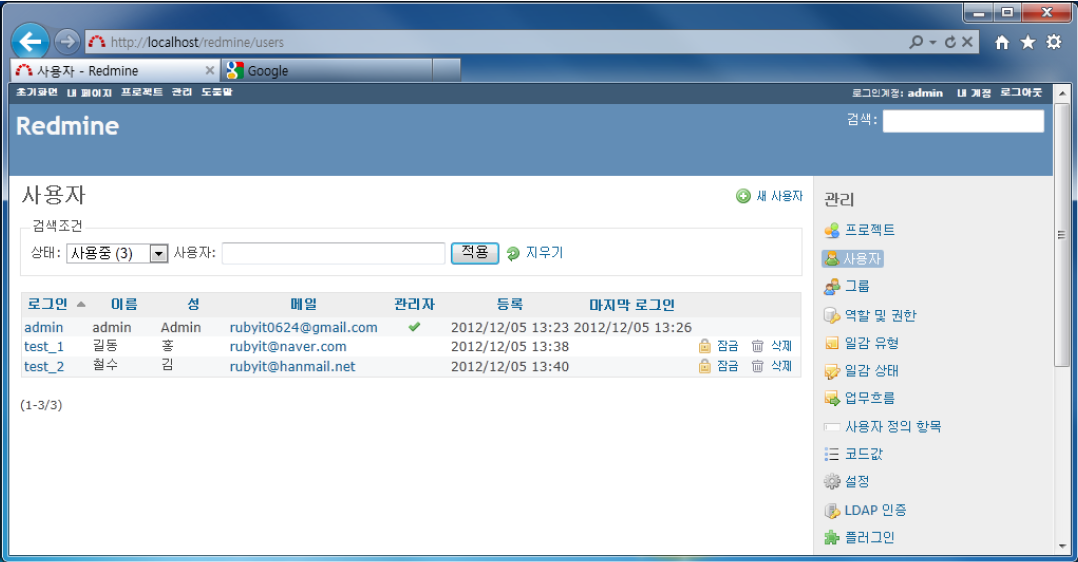 http://localhost/redmine/users
사용자 - Redmine
Google
초기화면 내 페이지 프로젝트 관리 도움말
로그인계정: admin 내 계정 로그아웃
Redmine
검색:
사용자
새 사용자
검색조건
상태: 사용중 (3) 사용자: 적용 지우기
로그인 이름 성 메일 관리자 등록 마지막 로그인
admin admin Admin rubyit0624@gmail.com 2012/12/05 13:23 2012/12/05 13:26
test_1 길동 홍 rubyit@naver.com 2012/12/05 13:38 잠금 삭제
test_2 철수 김 rubyit@hanmail.net 2012/12/05 13:40 잠금 삭제
(1-3/3)
관리
프로젝트
사용자
그룹
역할 및 권한
일감 유형
일감 상태
업무흐름
사용자 정의 항목
코드값
설정
LDAP 인증
플러그인